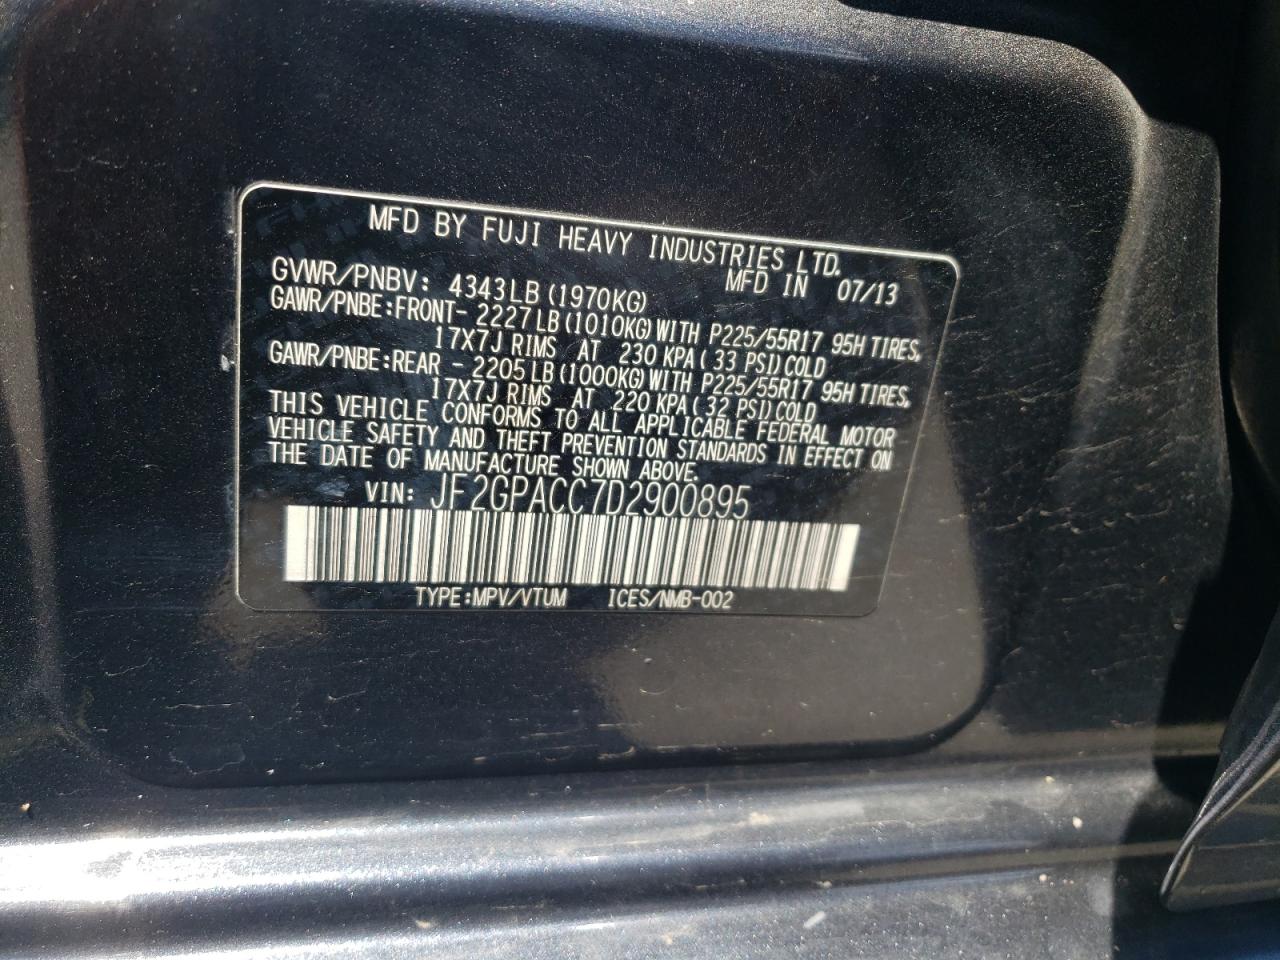 MFD BY FUJI HEAVY INDUSTRIES LTD.
GVWR/PNBV: 4343LB(1970KG) MFD IN 07/13
GAWR/PNBE:FRONT- 2227LB(1010KG)WITH P225/55R17 95H TIRES,
17X7J RIMS AT 230 KPA(33 PSI)COLD
GAWR/PNBE:REAR - 2205LB(1000KG)WITH P225/55R17 95H TIRES,
17X7J RIMS AT 220 KPA(32 PSI)COLD
THIS VEHICLE CONFORMS TO ALL APPLICABLE FEDERAL MOTOR
VEHICLE SAFETY AND THEFT PREVENTION STANDARDS IN EFFECT ON
THE DATE OF MANUFACTURE SHOWN ABOVE.
VIN: JF2GPACC7D2900895
TYPE:MPV/VTUM ICES/NMB-002